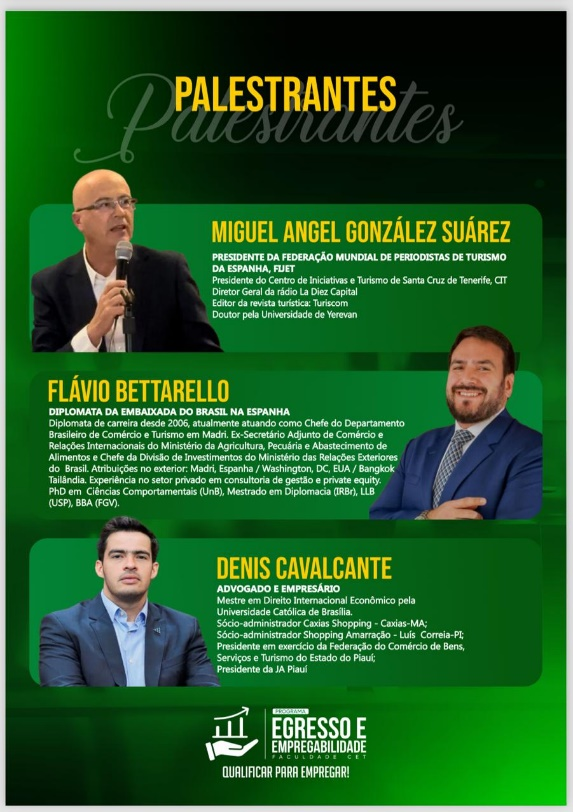 PALESTRANTES
Palestrantes
MIGUEL ANGEL GONZÁLEZ SUÁREZ
PRESIDENTE DA FEDERAÇÃO MUNDIAL DE PERIODISTAS DE TURISMO
DA ESPANHA, FIJET
Presidente do Centro de Iniciativas e Turismo de Santa Cruz de Tenerife, CIT
Diretor Geral da rádio La Diez Capital
Editor da revista turística: Turiscom
Doutor pela Universidade de Yerevan
FLÁVIO BETTARELLO
DIPLOMATA DA EMBAIXADA DO BRASIL NA ESPANHA
Diplomata de carreira desde 2006, atualmente atuando como Chefe do Departamento
Brasileiro de Comércio e Turismo em Madri. Ex-Secretário Adjunto de Comércio e
Relações Internacionais do Ministério da Agricultura, Pecuária e Abastecimento de
Alimentos e Chefe da Divisão de Investimentos do Ministério das Relações Exteriores
do Brasil. Atribuições no exterior: Madri, Espanha / Washington, DC, EUA / Bangkok
Tailândia. Experiência no setor privado em consultoria de gestão e private equity.
PhD em Ciências Comportamentais (UnB), Mestrado em Diplomacia (IRBr), LLB
(USP), BBA (FGV).
DENIS CAVALCANTE
ADVOGADO E EMPRESÁRIO
Mestre em Direito Internacional Econômico pela
Universidade Católica de Brasília.
Sócio-administrador Caxias Shopping - Caxias-MA;
Sócio-administrador Shopping Amarração - Luís Correia-PI;
Presidente em exercício da Federação do Comércio de Bens,
Serviços e Turismo do Estado do Piauí;
Presidente da JA Piauí
PROGRAMA
EGRESSO E
EMPREGABILIDADE
FACULDADE CET
QUALIFICAR PARA EMPREGAR!